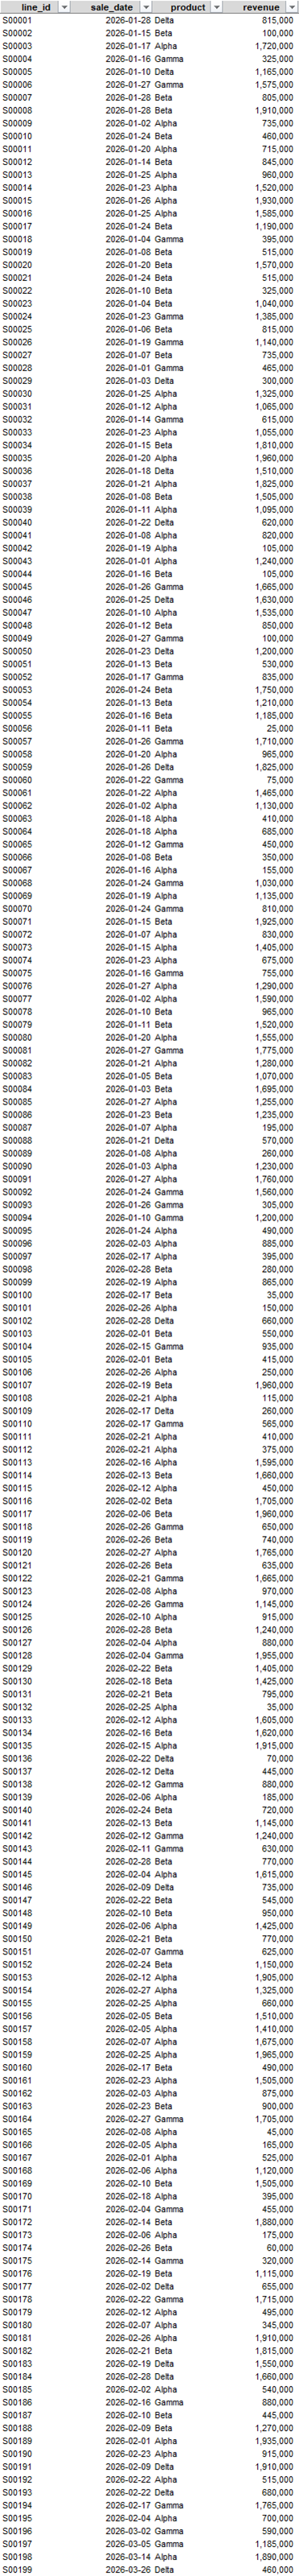 line_id sale_date product revenue
S00001 2026-01-28 Delta 815,000
S00002 2026-01-15 Beta 100,000
S00003 2026-01-17 Alpha 1,720,000
S00004 2026-01-16 Gamma 325,000
S00005 2026-01-10 Delta 1,165,000
S00006 2026-01-27 Gamma 1,575,000
S00007 2026-01-28 Beta 805,000
S00008 2026-01-28 Beta 1,910,000
S00009 2026-01-02 Alpha 735,000
S00010 2026-01-24 Beta 460,000
S00011 2026-01-20 Alpha 715,000
S00012 2026-01-14 Beta 845,000
S00013 2026-01-25 Alpha 960,000
S00014 2026-01-23 Alpha 1,520,000
S00015 2026-01-26 Alpha 1,930,000
S00016 2026-01-25 Alpha 1,585,000
S00017 2026-01-24 Beta 1,190,000
S00018 2026-01-04 Gamma 395,000
S00019 2026-01-08 Beta 515,000
S00020 2026-01-20 Beta 1,570,000
S00021 2026-01-24 Beta 515,000
S00022 2026-01-10 Beta 325,000
S00023 2026-01-04 Beta 1,040,000
S00024 2026-01-23 Gamma 1,385,000
S00025 2026-01-06 Beta 815,000
S00026 2026-01-19 Gamma 1,140,000
S00027 2026-01-07 Beta 735,000
S00028 2026-01-01 Gamma 465,000
S00029 2026-01-03 Delta 300,000
S00030 2026-01-25 Alpha 1,325,000
S00031 2026-01-12 Alpha 1,065,000
S00032 2026-01-14 Gamma 615,000
S00033 2026-01-23 Alpha 1,055,000
S00034 2026-01-15 Beta 1,810,000
S00035 2026-01-20 Alpha 1,960,000
S00036 2026-01-18 Delta 1,510,000
S00037 2026-01-21 Alpha 1,825,000
S00038 2026-01-08 Beta 1,505,000
S00039 2026-01-11 Alpha 1,095,000
S00040 2026-01-22 Delta 620,000
S00041 2026-01-08 Alpha 820,000
S00042 2026-01-19 Alpha 105,000
S00043 2026-01-01 Alpha 1,240,000
S00044 2026-01-16 Beta 105,000
S00045 2026-01-26 Gamma 1,665,000
S00046 2026-01-25 Delta 1,630,000
S00047 2026-01-10 Alpha 1,535,000
S00048 2026-01-12 Beta 850,000
S00049 2026-01-27 Gamma 100,000
S00050 2026-01-23 Delta 1,200,000
S00051 2026-01-13 Beta 530,000
S00052 2026-01-17 Gamma 835,000
S00053 2026-01-24 Beta 1,750,000
S00054 2026-01-13 Beta 1,210,000
S00055 2026-01-16 Beta 1,185,000
S00056 2026-01-11 Beta 25,000
S00057 2026-01-26 Gamma 1,710,000
S00058 2026-01-20 Alpha 965,000
S00059 2026-01-26 Delta 1,825,000
S00060 2026-01-22 Gamma 75,000
S00061 2026-01-22 Alpha 1,465,000
S00062 2026-01-02 Alpha 1,130,000
S00063 2026-01-18 Alpha 410,000
S00064 2026-01-18 Alpha 685,000
S00065 2026-01-12 Gamma 450,000
S00066 2026-01-08 Beta 350,000
S00067 2026-01-16 Alpha 155,000
S00068 2026-01-24 Gamma 1,030,000
S00069 2026-01-19 Alpha 1,135,000
S00070 2026-01-24 Gamma 810,000
S00071 2026-01-15 Beta 1,925,000
S00072 2026-01-07 Alpha 830,000
S00073 2026-01-15 Alpha 1,405,000
S00074 2026-01-23 Alpha 675,000
S00075 2026-01-16 Gamma 755,000
S00076 2026-01-27 Alpha 1,290,000
S00077 2026-01-02 Alpha 1,590,000
S00078 2026-01-10 Beta 965,000
S00079 2026-01-11 Beta 1,520,000
S00080 2026-01-20 Alpha 1,555,000
S00081 2026-01-27 Gamma 1,775,000
S00082 2026-01-21 Alpha 1,280,000
S00083 2026-01-05 Beta 1,070,000
S00084 2026-01-03 Beta 1,695,000
S00085 2026-01-27 Alpha 1,255,000
S00086 2026-01-23 Beta 1,235,000
S00087 2026-01-07 Alpha 195,000
S00088 2026-01-21 Delta 570,000
S00089 2026-01-08 Alpha 260,000
S00090 2026-01-03 Alpha 1,230,000
S00091 2026-01-27 Alpha 1,760,000
S00092 2026-01-24 Gamma 1,560,000
S00093 2026-01-26 Gamma 305,000
S00094 2026-01-10 Gamma 1,200,000
S00095 2026-01-24 Alpha 490,000
S00096 2026-02-03 Alpha 885,000
S00097 2026-02-17 Alpha 395,000
S00098 2026-02-28 Beta 280,000
S00099 2026-02-19 Alpha 865,000
S00100 2026-02-17 Beta 35,000
S00101 2026-02-26 Alpha 150,000
S00102 2026-02-28 Delta 660,000
S00103 2026-02-01 Beta 550,000
S00104 2026-02-15 Gamma 935,000
S00105 2026-02-01 Beta 415,000
S00106 2026-02-26 Alpha 250,000
S00107 2026-02-19 Beta 1,960,000
S00108 2026-02-21 Alpha 115,000
S00109 2026-02-17 Delta 260,000
S00110 2026-02-17 Gamma 565,000
S00111 2026-02-21 Alpha 410,000
S00112 2026-02-21 Alpha 375,000
S00113 2026-02-16 Alpha 1,595,000
S00114 2026-02-13 Beta 1,660,000
S00115 2026-02-12 Alpha 450,000
S00116 2026-02-02 Beta 1,705,000
S00117 2026-02-06 Beta 1,960,000
S00118 2026-02-26 Gamma 650,000
S00119 2026-02-26 Beta 740,000
S00120 2026-02-27 Alpha 1,765,000
S00121 2026-02-26 Beta 635,000
S00122 2026-02-21 Gamma 1,665,000
S00123 2026-02-08 Alpha 970,000
S00124 2026-02-26 Gamma 1,145,000
S00125 2026-02-10 Alpha 915,000
S00126 2026-02-28 Beta 1,240,000
S00127 2026-02-04 Alpha 880,000
S00128 2026-02-04 Gamma 1,955,000
S00129 2026-02-22 Beta 1,405,000
S00130 2026-02-18 Beta 1,425,000
S00131 2026-02-21 Beta 795,000
S00132 2026-02-25 Alpha 35,000
S00133 2026-02-12 Alpha 1,605,000
S00134 2026-02-16 Beta 1,620,000
S00135 2026-02-15 Alpha 1,915,000
S00136 2026-02-22 Delta 70,000
S00137 2026-02-12 Delta 445,000
S00138 2026-02-12 Gamma 880,000
S00139 2026-02-06 Alpha 185,000
S00140 2026-02-24 Beta 720,000
S00141 2026-02-13 Beta 1,145,000
S00142 2026-02-12 Gamma 1,240,000
S00143 2026-02-11 Gamma 630,000
S00144 2026-02-28 Beta 770,000
S00145 2026-02-04 Alpha 1,615,000
S00146 2026-02-09 Delta 735,000
S00147 2026-02-22 Beta 545,000
S00148 2026-02-10 Beta 950,000
S00149 2026-02-06 Alpha 1,425,000
S00150 2026-02-21 Beta 770,000
S00151 2026-02-07 Gamma 625,000
S00152 2026-02-24 Beta 1,150,000
S00153 2026-02-12 Alpha 1,905,000
S00154 2026-02-27 Alpha 1,325,000
S00155 2026-02-25 Alpha 660,000
S00156 2026-02-05 Beta 1,510,000
S00157 2026-02-05 Alpha 1,410,000
S00158 2026-02-07 Alpha 1,675,000
S00159 2026-02-25 Alpha 1,965,000
S00160 2026-02-17 Beta 490,000
S00161 2026-02-23 Alpha 1,505,000
S00162 2026-02-03 Alpha 875,000
S00163 2026-02-23 Beta 900,000
S00164 2026-02-27 Gamma 1,705,000
S00165 2026-02-08 Alpha 45,000
S00166 2026-02-05 Alpha 165,000
S00167 2026-02-01 Alpha 525,000
S00168 2026-02-06 Alpha 1,120,000
S00169 2026-02-10 Beta 1,505,000
S00170 2026-02-18 Alpha 395,000
S00171 2026-02-04 Gamma 455,000
S00172 2026-02-14 Beta 1,880,000
S00173 2026-02-06 Alpha 175,000
S00174 2026-02-26 Beta 60,000
S00175 2026-02-14 Gamma 320,000
S00176 2026-02-19 Beta 1,115,000
S00177 2026-02-02 Delta 655,000
S00178 2026-02-22 Gamma 1,715,000
S00179 2026-02-12 Alpha 495,000
S00180 2026-02-07 Alpha 345,000
S00181 2026-02-26 Alpha 1,910,000
S00182 2026-02-21 Beta 1,815,000
S00183 2026-02-19 Delta 1,550,000
S00184 2026-02-28 Delta 1,660,000
S00185 2026-02-02 Alpha 540,000
S00186 2026-02-16 Gamma 880,000
S00187 2026-02-10 Beta 445,000
S00188 2026-02-09 Beta 1,270,000
S00189 2026-02-01 Alpha 1,935,000
S00190 2026-02-23 Alpha 915,000
S00191 2026-02-09 Delta 1,910,000
S00192 2026-02-22 Alpha 515,000
S00193 2026-02-22 Delta 680,000
S00194 2026-02-17 Gamma 1,765,000
S00195 2026-02-04 Alpha 700,000
S00196 2026-03-02 Gamma 590,000
S00197 2026-03-05 Gamma 1,185,000
S00198 2026-03-14 Alpha 1,890,000
S00199 2026-03-26 Delta 460,000